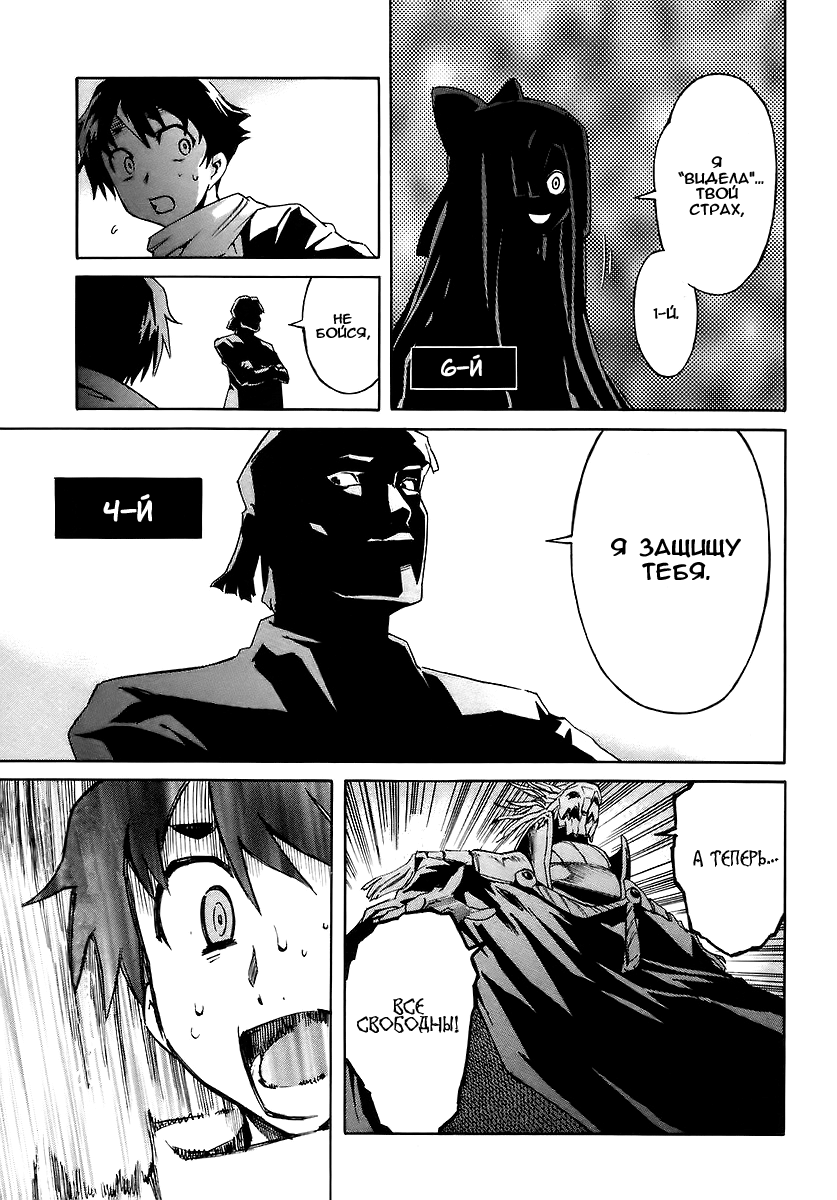 Я
"ВИДЕЛА"...
ТВОЙ
СТРАХ,
1-Й.
6-Й
НЕ
БОЙСЯ,
4-Й
Я ЗАЩИЩУ
ТЕБЯ.
А ТЕПЕРЬ...
ВСЕ
СВОБОДНЫ!